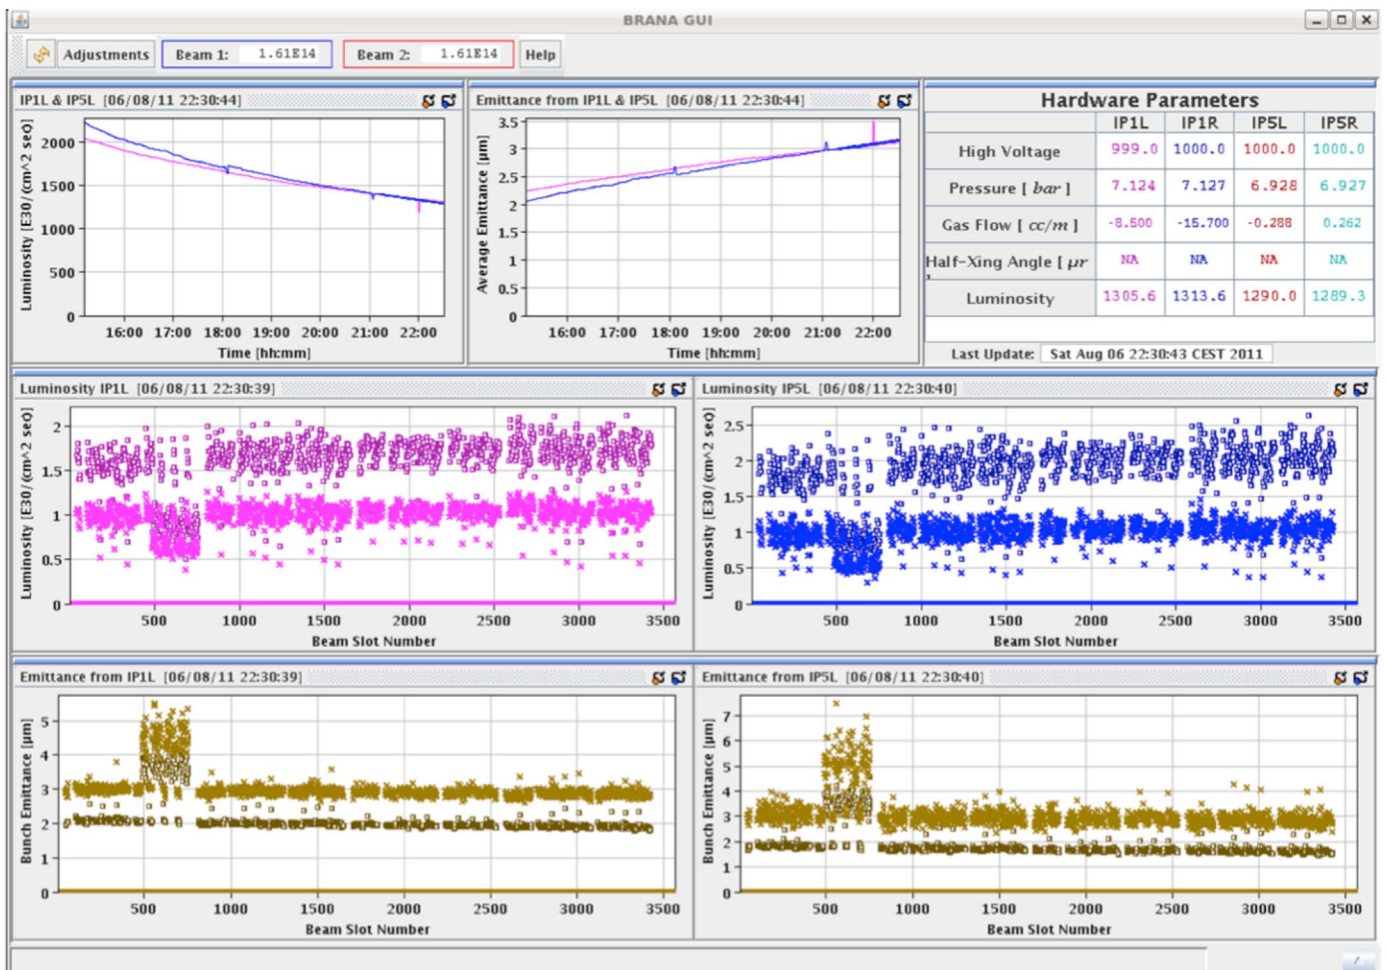 BRANA GUI
Adjustments Beam 1: 1.61E14 Beam 2: 1.61E14 Help
IP1L & IP5L [06/08/11 22:30:44]
Luminosity [E30/(cm^2 sec)]
2000
1500
1000
500
0
16:00 17:00 18:00 19:00 20:00 21:00 22:00
Time [hh:mm]
Emittance from IP1L & IP5L [06/08/11 22:30:44]
Average Emittance [µm]
3.5
3
2.5
2
1.5
1
0.5
0
16:00 17:00 18:00 19:00 20:00 21:00 22:00
Time [hh:mm]
Hardware Parameters
IP1L IP1R IP5L IP5R
High Voltage 999.0 1000.0 1000.0 1000.0
Pressure [ bar ] 7.124 7.127 6.928 6.927
Gas Flow [ cc/m ] -8.500 -15.700 -0.288 0.262
Half-Xing Angle [ µr NA NA NA NA
Luminosity 1305.6 1313.6 1290.0 1289.3
Last Update: Sat Aug 06 22:30:43 CEST 2011
Luminosity IP1L [06/08/11 22:30:39]
Luminosity [E30/(cm^2 sec)]
2
1.5
1
0.5
0
500 1000 1500 2000 2500 3000 3500
Beam Slot Number
Luminosity IP5L [06/08/11 22:30:40]
Luminosity [E30/(cm^2 sec)]
2.5
2
1.5
1
0.5
0
500 1000 1500 2000 2500 3000 3500
Beam Slot Number
Emittance from IP1L [06/08/11 22:30:39]
Bunch Emittance [µm]
5
4
3
2
1
0
500 1000 1500 2000 2500 3000 3500
Beam Slot Number
Emittance from IP5L [06/08/11 22:30:40]
Bunch Emittance [µm]
7
6
5
4
3
2
1
0
500 1000 1500 2000 2500 3000 3500
Beam Slot Number